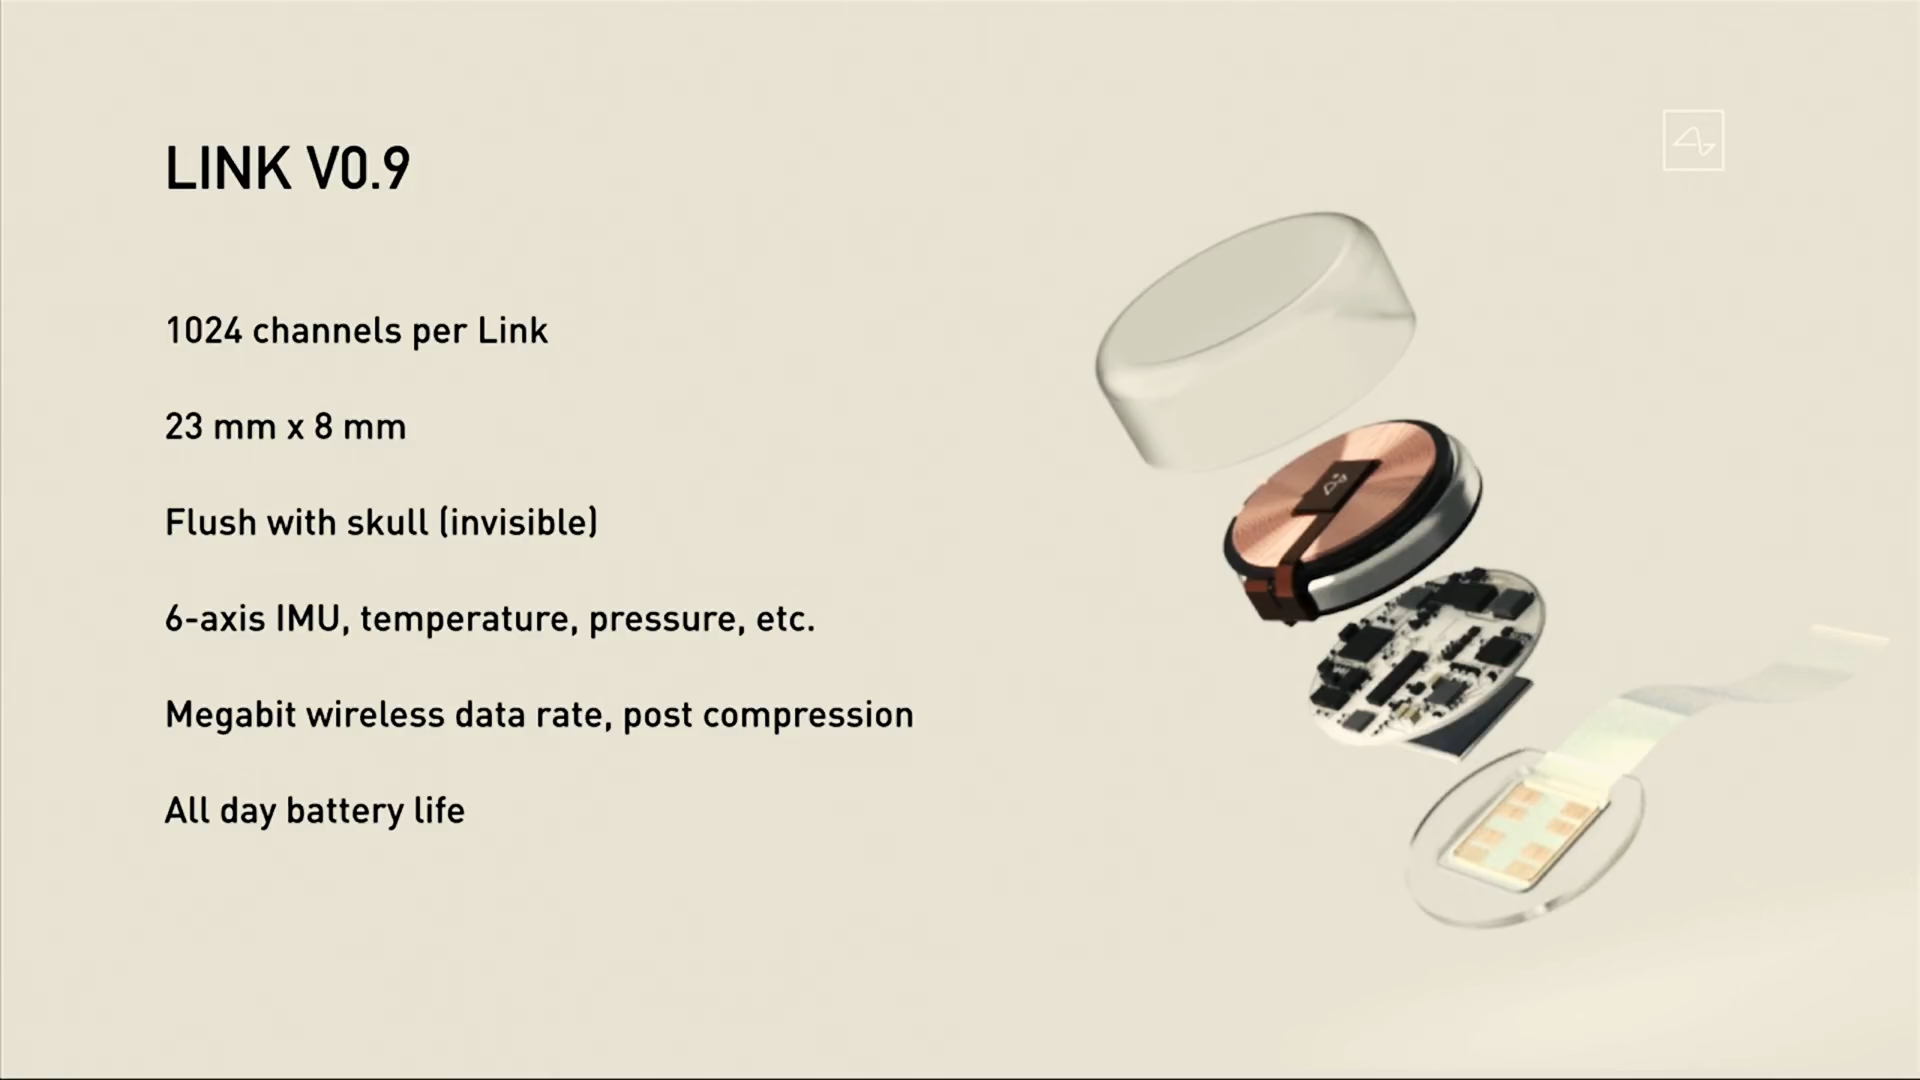 LINK V0.9
1024 channels per Link
23 mm x 8 mm
Flush with skull (invisible)
6-axis IMU, temperature, pressure, etc.
Megabit wireless data rate, post compression
All day battery life